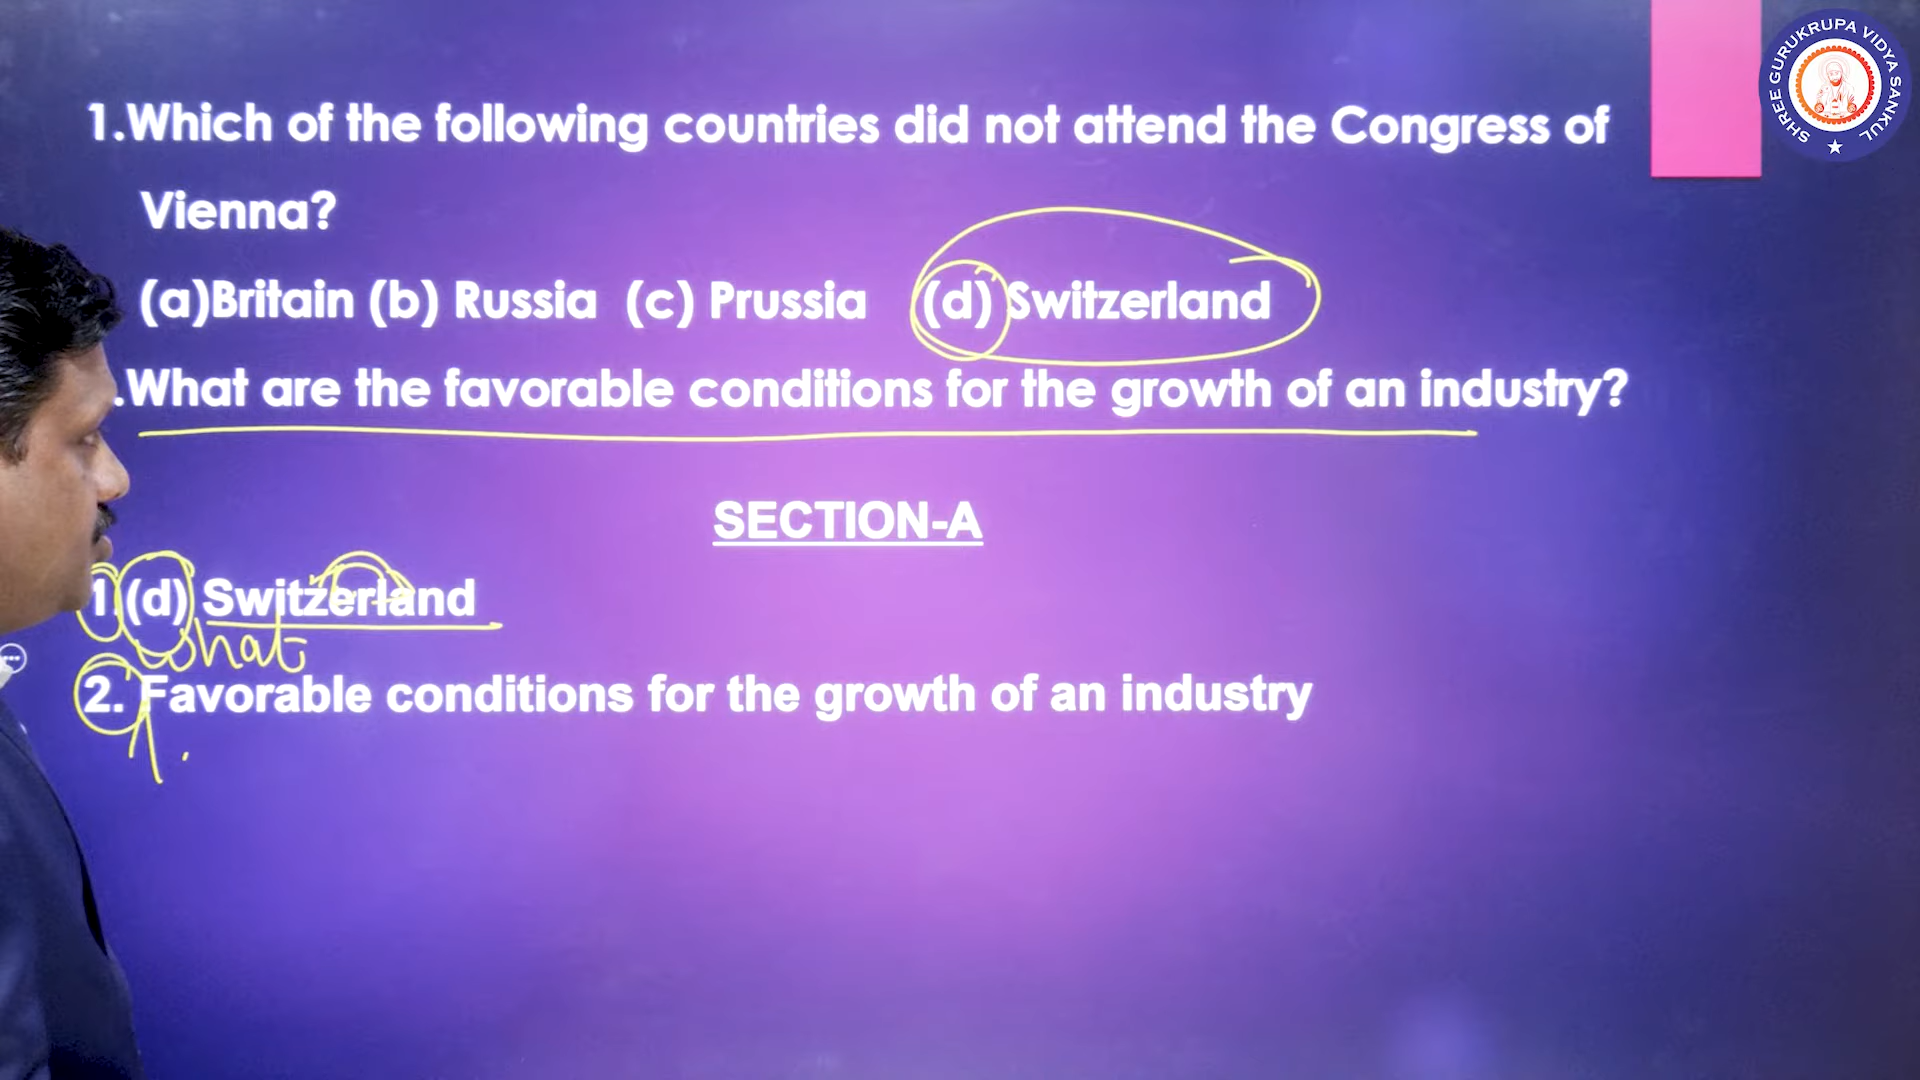 SHREE GURUKRUPA VIDYA SANKUL
1.Which of the following countries did not attend the Congress of
Vienna?
(a)Britain (b) Russia (c) Prussia (d) Switzerland
.What are the favorable conditions for the growth of an industry?
SECTION-A
1.(d) Switzerland
what
2. Favorable conditions for the growth of an industry